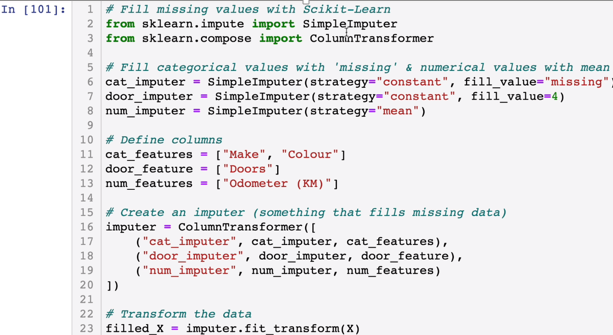 In [101]:
1 # Fill missing values with Scikit-Learn
2 from sklearn.impute import SimpleImputer
3 from sklearn.compose import ColumnTransformer
4
5 # Fill categorical values with 'missing' & numerical values with mean
6 cat_imputer = SimpleImputer(strategy="constant", fill_value="missing")
7 door_imputer = SimpleImputer(strategy="constant", fill_value=4)
8 num_imputer = SimpleImputer(strategy="mean")
9
10 # Define columns
11 cat_features = ["Make", "Colour"]
12 door_feature = ["Doors"]
13 num_features = ["Odometer (KM)"]
14
15 # Create an imputer (something that fills missing data)
16 imputer = ColumnTransformer([
17     ("cat_imputer", cat_imputer, cat_features),
18     ("door_imputer", door_imputer, door_feature),
19     ("num_imputer", num_imputer, num_features)
20 ])
21
22 # Transform the data
23 filled_X = imputer.fit_transform(X)